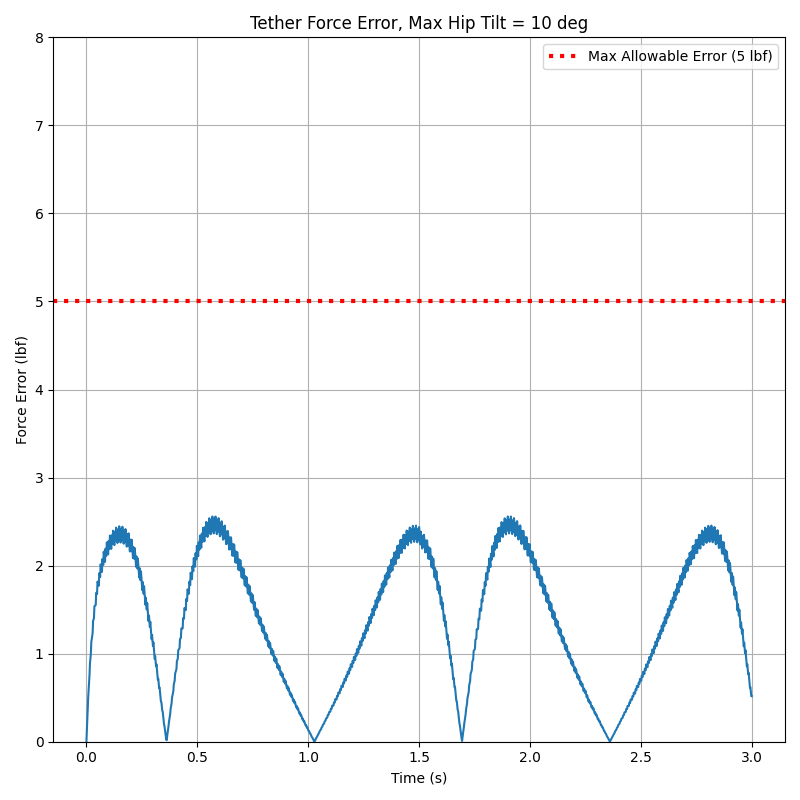 Tether Force Error, Max Hip Tilt = 10 deg
Max Allowable Error (5 lbf)
8
7
6
5
4
3
2
1
0
Force Error (lbf)
0.0 0.5 1.0 1.5 2.0 2.5 3.0
Time (s)